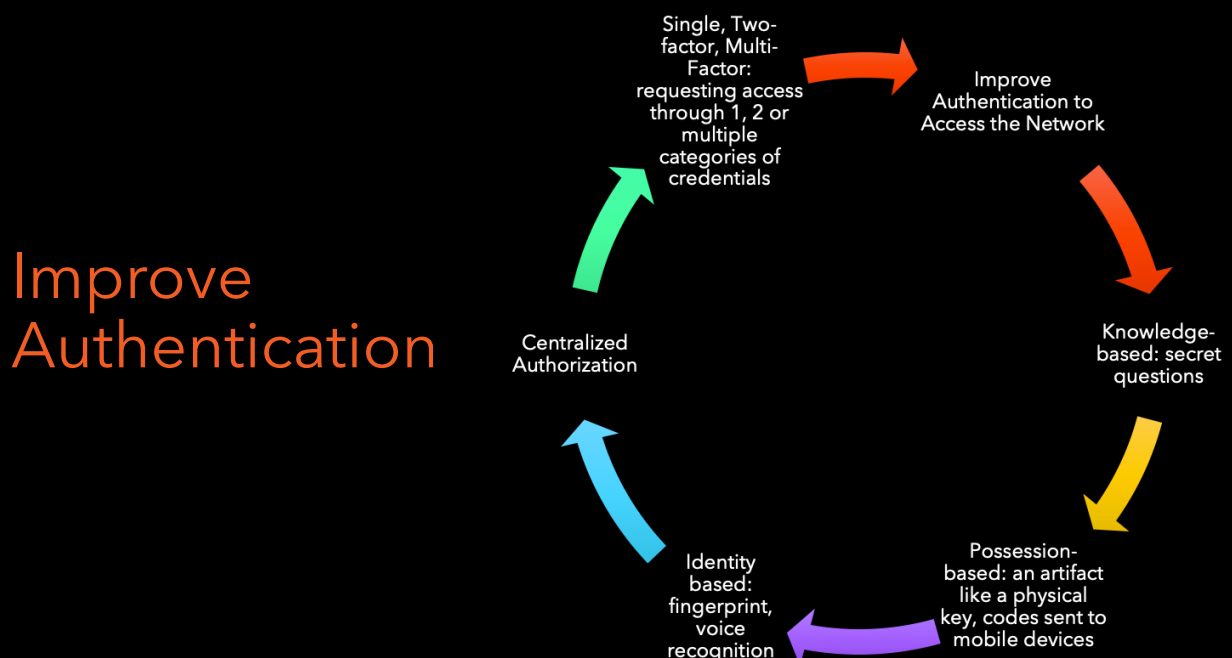 Improve
Authentication
Single, Two-
factor, Multi-
Factor:
requesting access
through 1, 2 or
multiple
categories of
credentials
Improve
Authentication to
Access the Network
Knowledge-
based: secret
questions
Possession-
based: an artifact
like a physical
key, codes sent to
mobile devices
Identity
based:
fingerprint,
voice
recognition
Centralized
Authorization